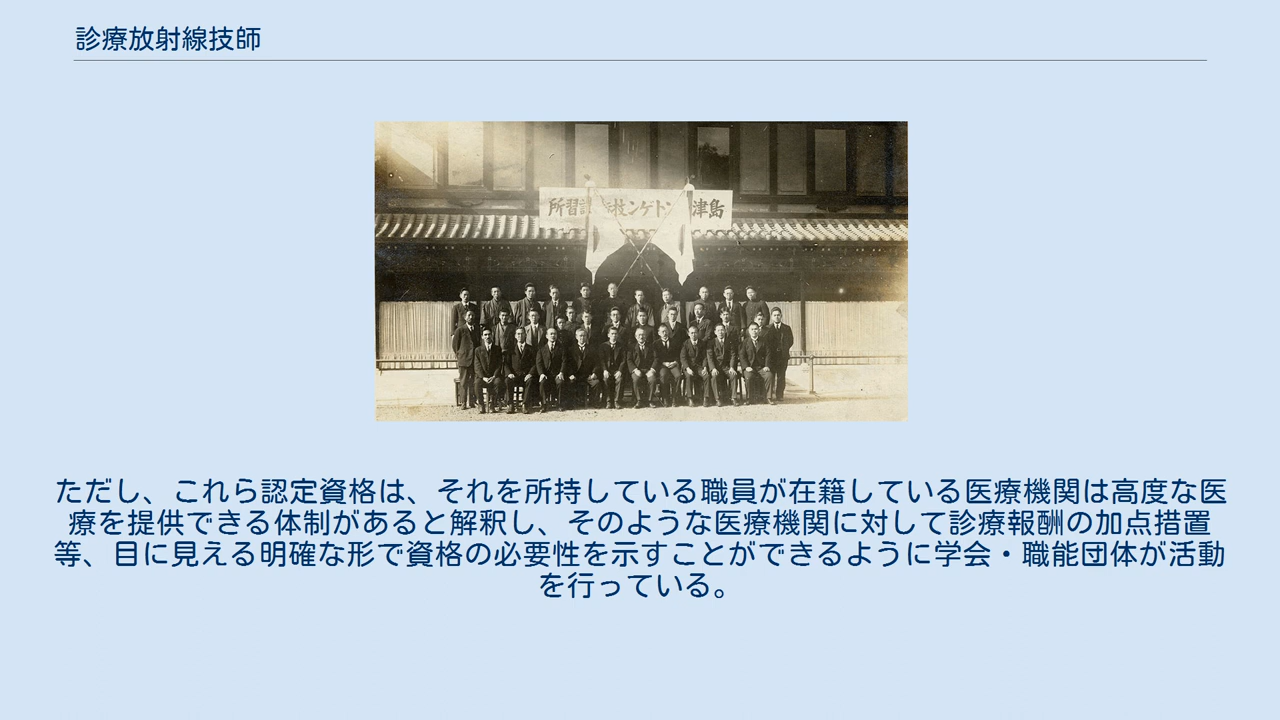 診療放射線技師
所習講術技ンゲトンレ津島
ただし、これら認定資格は、それを所持している職員が在籍している医療機関は高度な医
療を提供できる体制があると解釈し、そのような医療機関に対して診療報酬の加点措置
等、目に見える明確な形で資格の必要性を示すことができるように学会・職能団体が活動
を行っている。